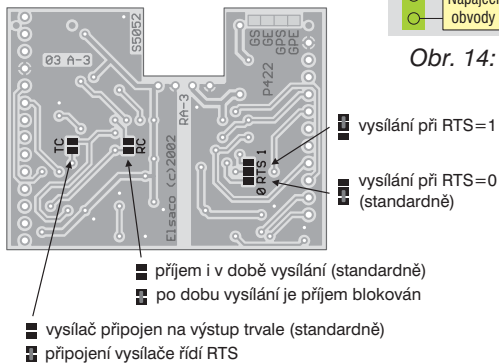 Napájecí
obvody
Obr. 14:
S5052
GS
GE
GPS
GPE
03 A-3
P422
RA-3
TC
RC
0 RTS 1
Elsaco (c)2002
vysílání při RTS=1
vysílání při RTS=0
(standardně)
příjem i v době vysílání (standardně)
po dobu vysílání je příjem blokován
vysílač připojen na výstup trvale (standardně)
připojení vysílače řídí RTS